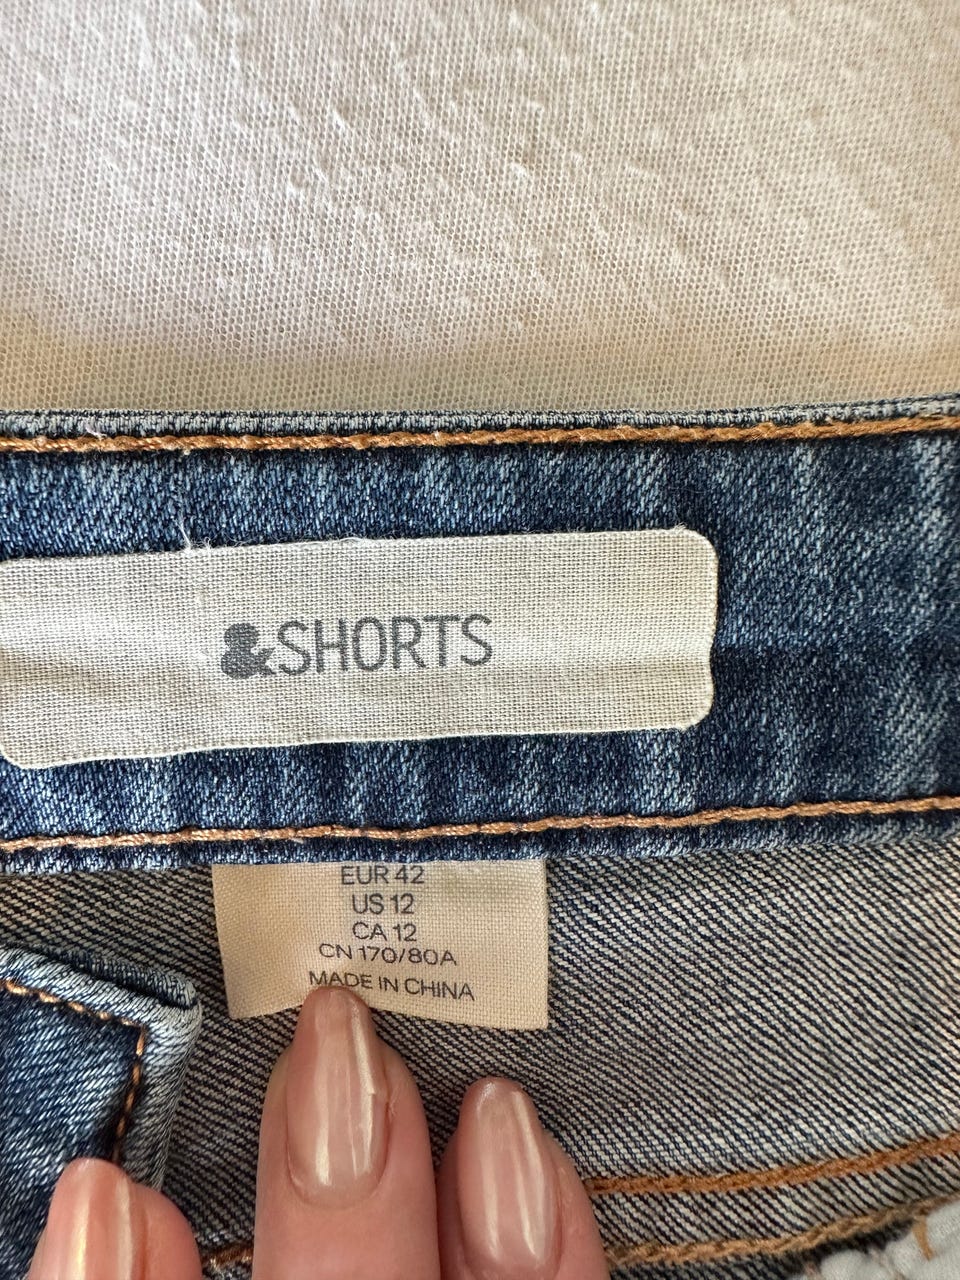 &SHORTS
EUR 42
US 12
CA 12
CN 170/80A
MADE IN CHINA